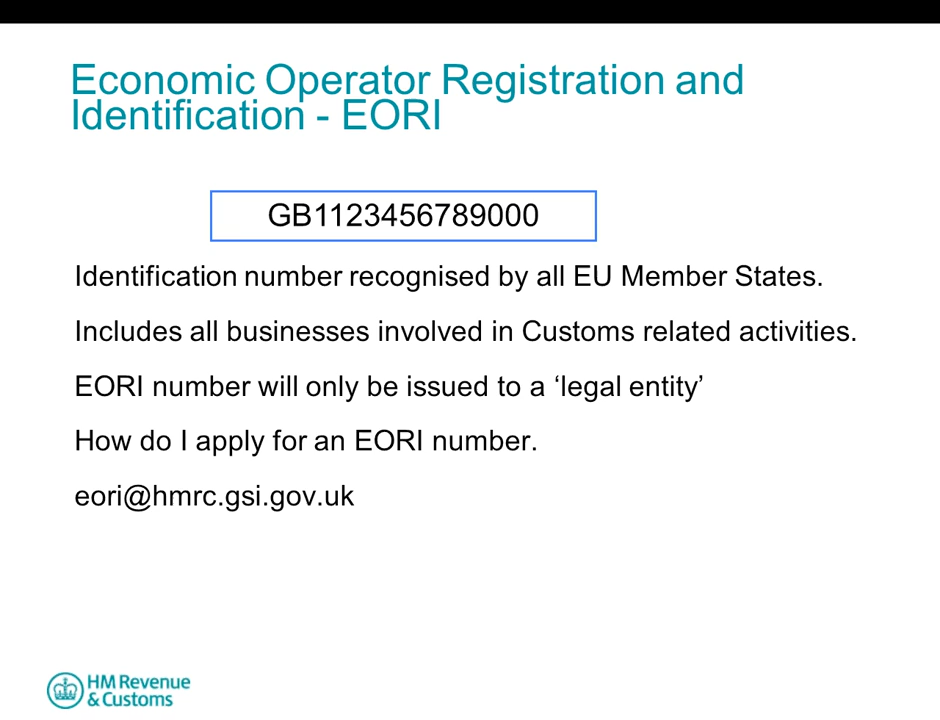 Economic Operator Registration and
Identification - EORI
GB1123456789000
Identification number recognised by all EU Member States.
Includes all businesses involved in Customs related activities.
EORI number will only be issued to a ‘legal entity’
How do I apply for an EORI number.
eori@hmrc.gsi.gov.uk
HM Revenue
& Customs